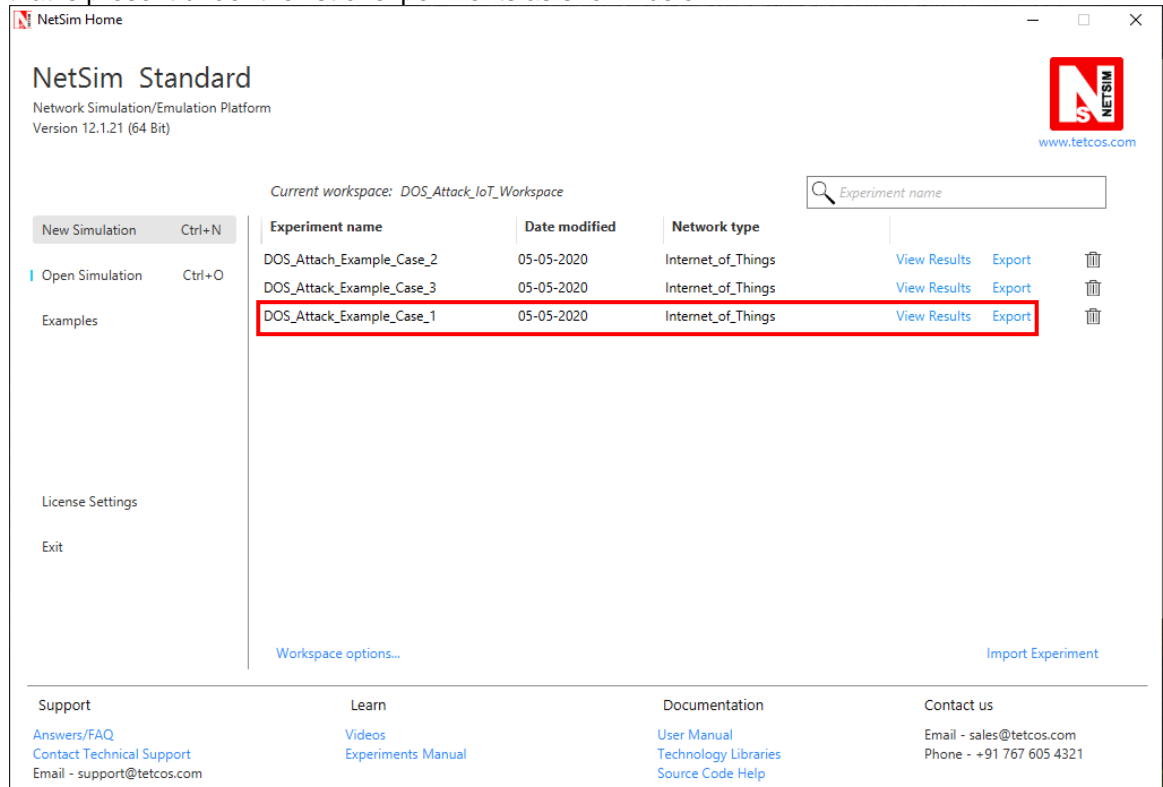 NetSim Home
NetSim Standard
Network Simulation/Emulation Platform
Version 12.1.21 (64 Bit)
NETSIM
NS
www.tetcos.com
Current workspace: DOS_Attack_IoT_Workspace
Experiment name
New Simulation Ctrl+N
Open Simulation Ctrl+O
Examples
License Settings
Exit
Experiment name Date modified Network type
DOS_Attach_Example_Case_2 05-05-2020 Internet_of_Things View Results Export
DOS_Attack_Example_Case_3 05-05-2020 Internet_of_Things View Results Export
DOS_Attack_Example_Case_1 05-05-2020 Internet_of_Things View Results Export
Workspace options... Import Experiment
Support
Answers/FAQ
Contact Technical Support
Email - support@tetcos.com
Learn
Videos
Experiments Manual
Documentation
User Manual
Technology Libraries
Source Code Help
Contact us
Email - sales@tetcos.com
Phone - +91 767 605 4321